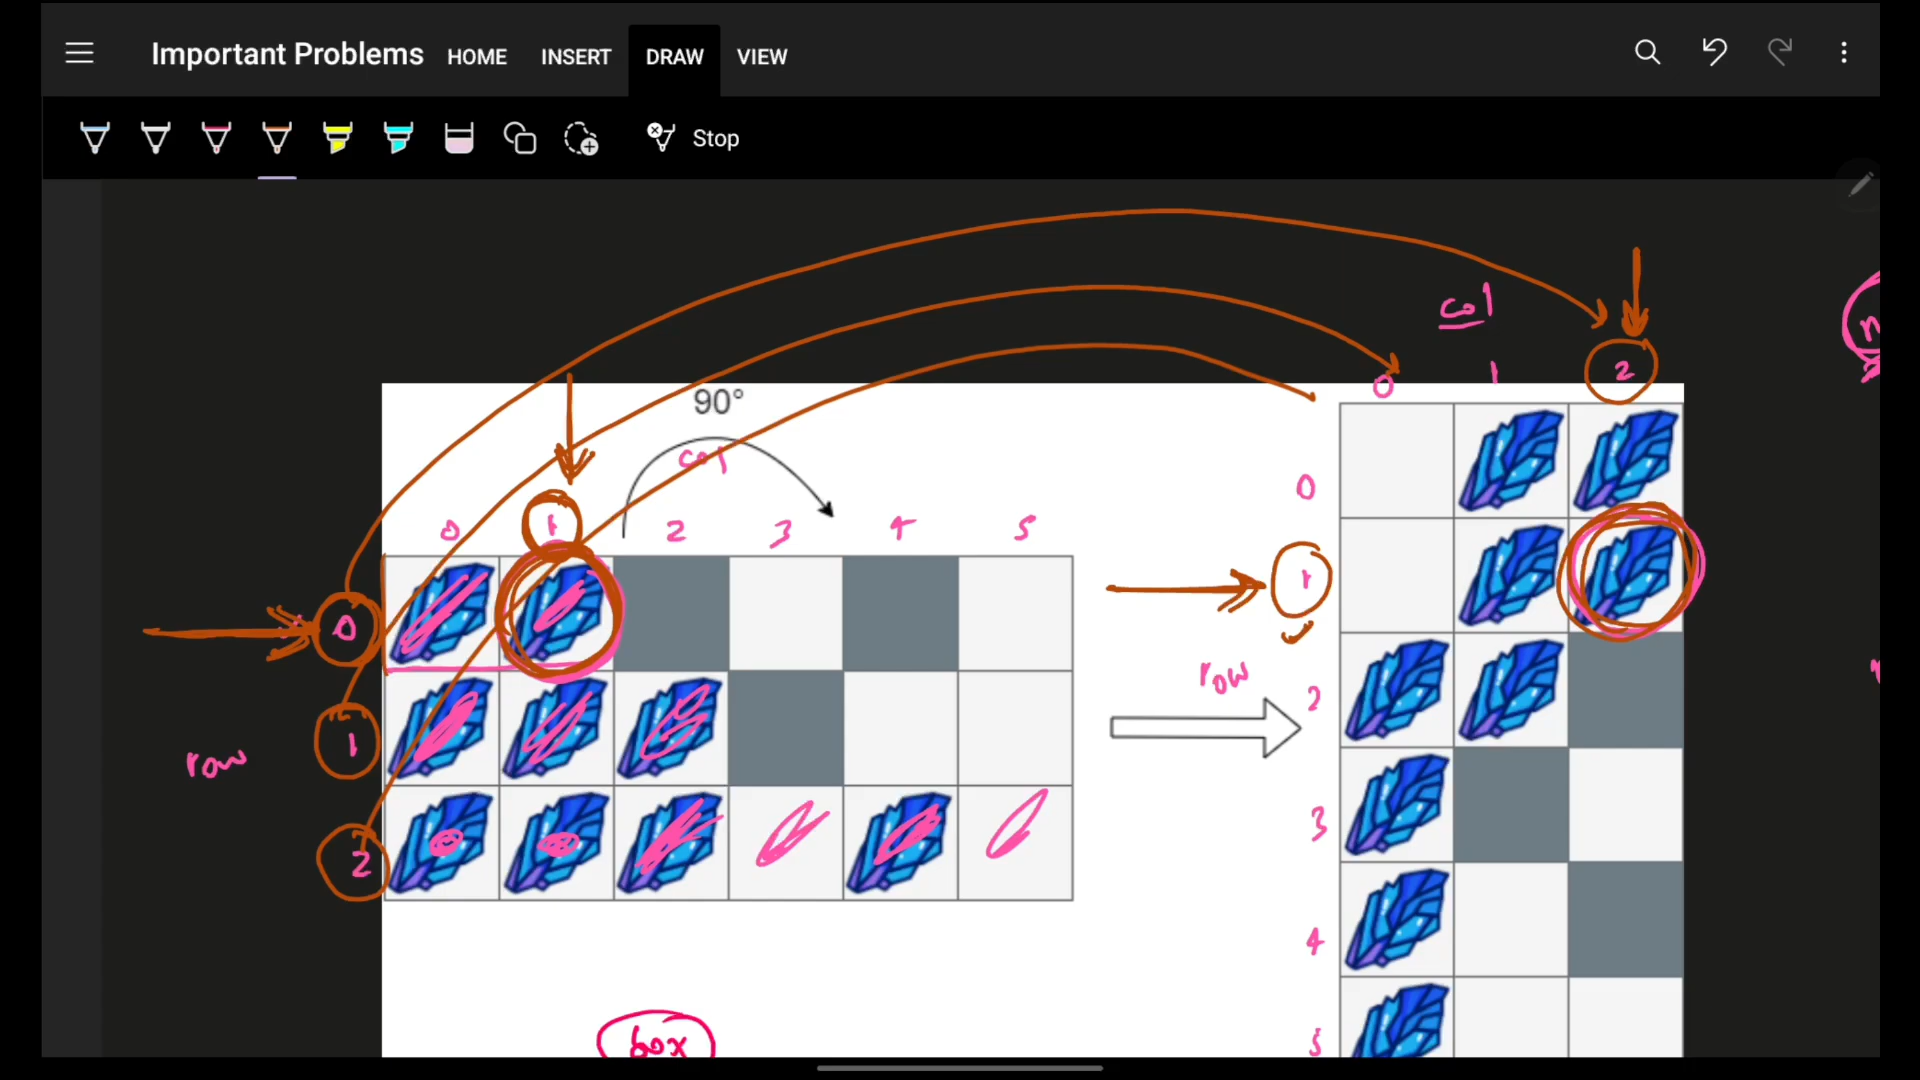 Important Problems HOME INSERT DRAW VIEW
Stop
col
0 1 2
90°
col
0 1 2 3 4 5
0
1
2
row
row
0
1
2
3
4
5
box